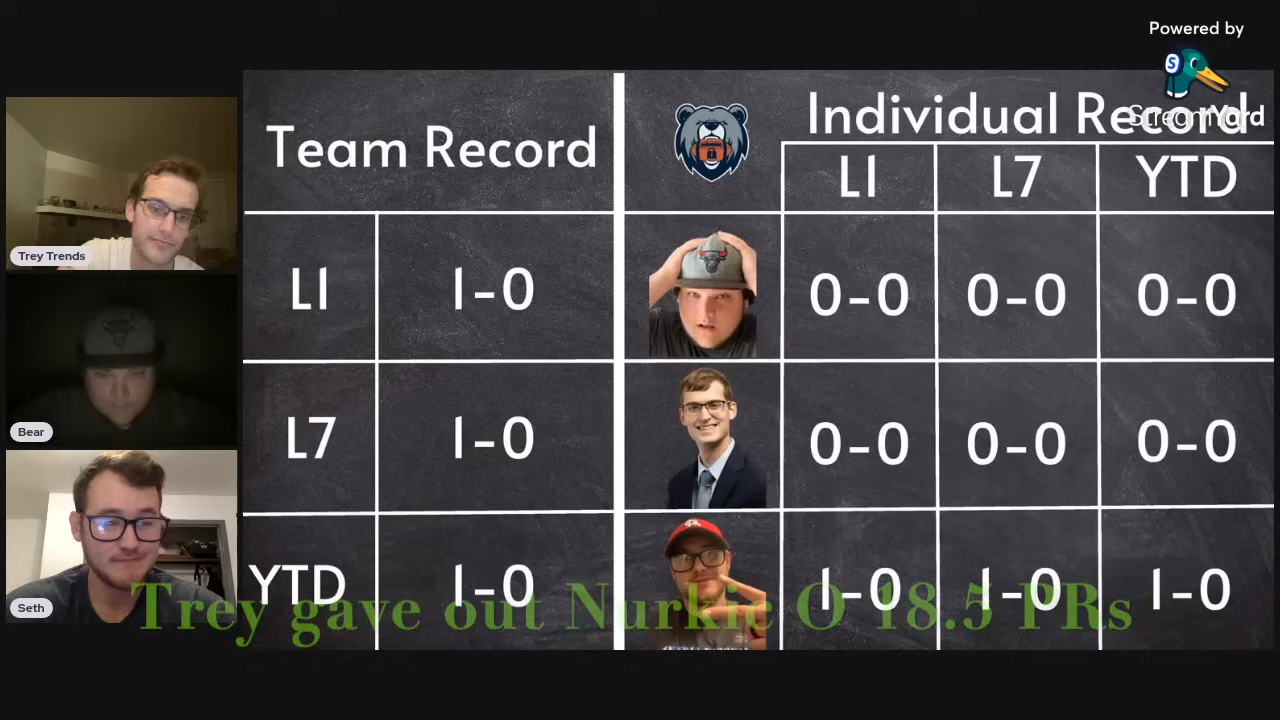 Powered by
StreamYard
Team Record
Individual Record
L1
L7
YTD
Trey Trends
L1
1-0
0-0
0-0
0-0
Bear
L7
1-0
0-0
0-0
0-0
Seth
YTD
1-0
1-0
1-0
1-0
Trey gave out Nurkic O 18.5 PRs